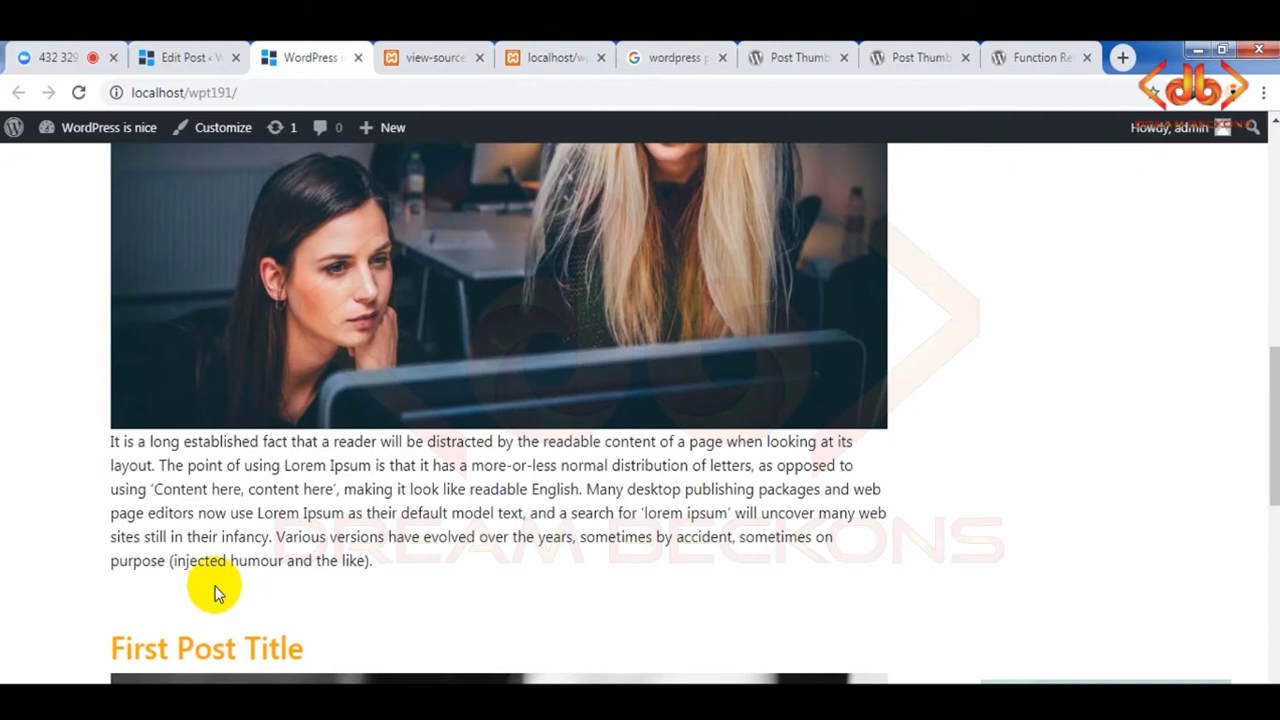 432 329
Edit Post ‹ W
WordPress i
view-source
localhost/w
wordpress p
Post Thumb
Post Thumb
Function Re
localhost/wpt191/
DREAM BECKONS
WordPress is nice
Customize
1
0
New
Howdy, admin
It is a long established fact that a reader will be distracted by the readable content of a page when looking at its
layout. The point of using Lorem Ipsum is that it has a more-or-less normal distribution of letters, as opposed to
using ‘Content here, content here’, making it look like readable English. Many desktop publishing packages and web
page editors now use Lorem Ipsum as their default model text, and a search for ‘lorem ipsum’ will uncover many web
sites still in their infancy. Various versions have evolved over the years, sometimes by accident, sometimes on
purpose (injected humour and the like).
DREAM BECKONS
First Post Title